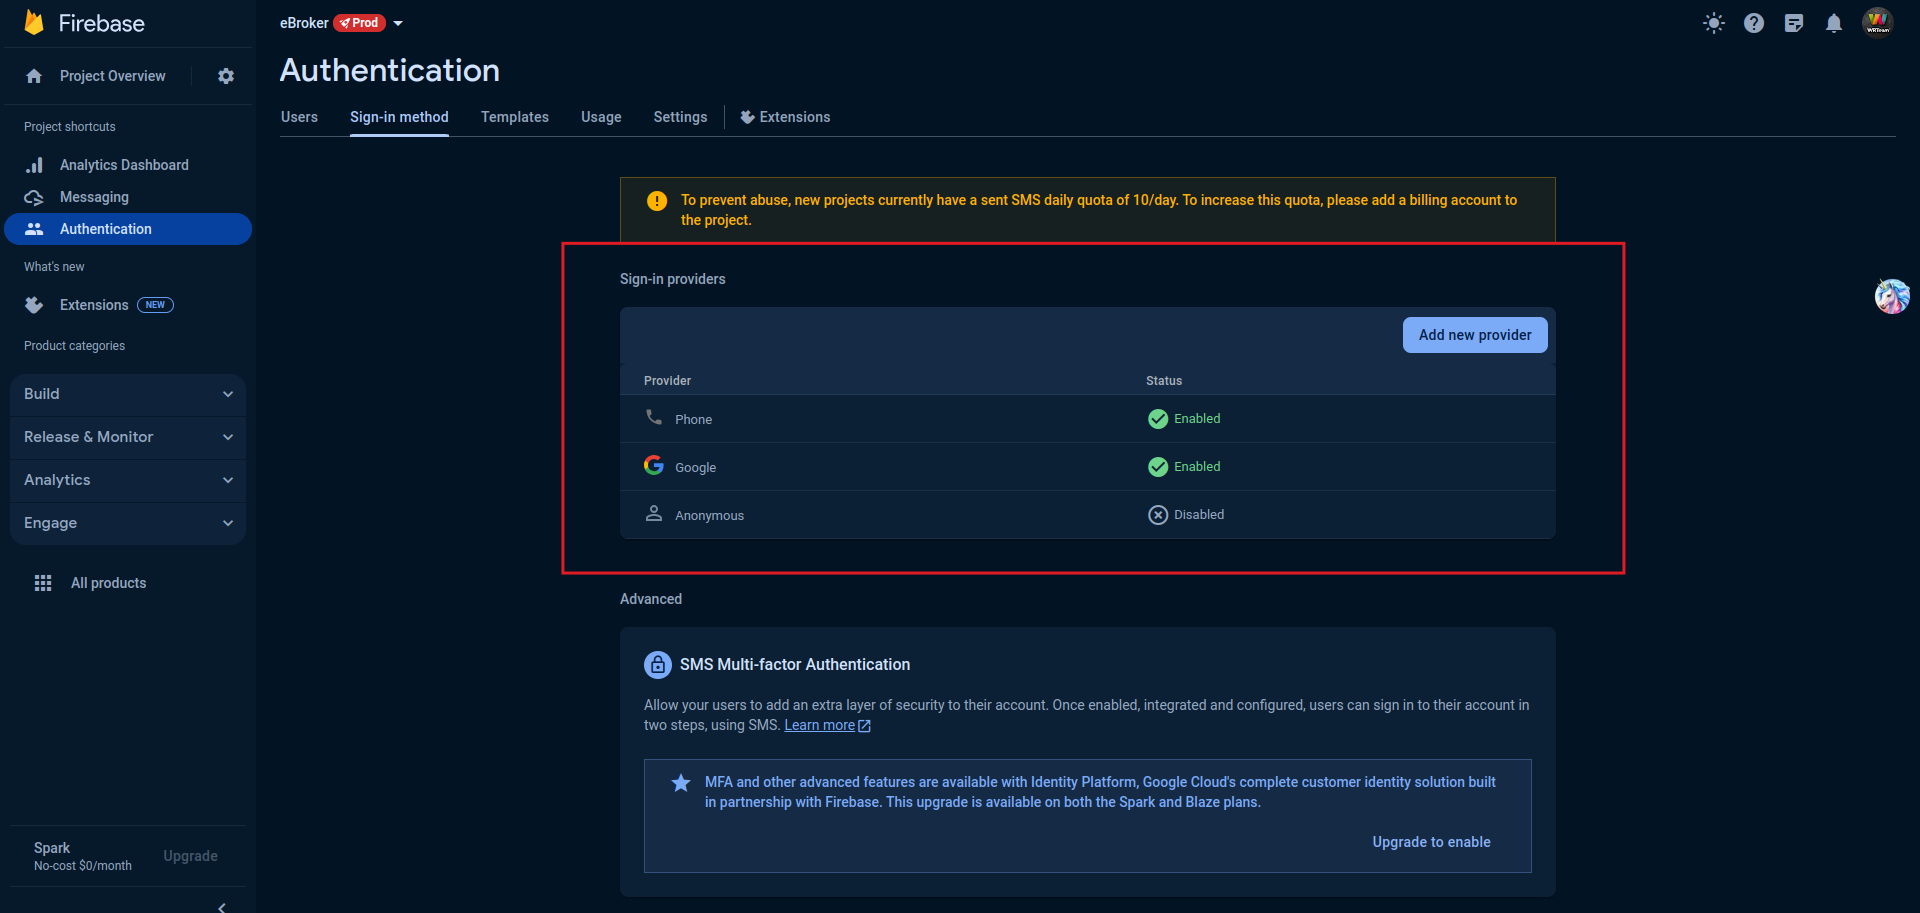 Firebase
eBroker
Prod
Authentication
Project Overview
Users
Sign-in method
Templates
Usage
Settings
Extensions
Project shortcuts
Analytics Dashboard
Messaging
Authentication
What's new
Extensions
NEW
Product categories
Build
Release & Monitor
Analytics
Engage
All products
Spark
No-cost $0/month
Upgrade
To prevent abuse, new projects currently have a sent SMS daily quota of 10/day. To increase this quota, please add a billing account to
the project.
Sign-in providers
Add new provider
Provider
Status
Phone
Enabled
Google
Enabled
Anonymous
Disabled
Advanced
SMS Multi-factor Authentication
Allow your users to add an extra layer of security to their account. Once enabled, integrated and configured, users can sign in to their account in
two steps, using SMS. Learn more
MFA and other advanced features are available with Identity Platform, Google Cloud's complete customer identity solution built
in partnership with Firebase. This upgrade is available on both the Spark and Blaze plans.
Upgrade to enable